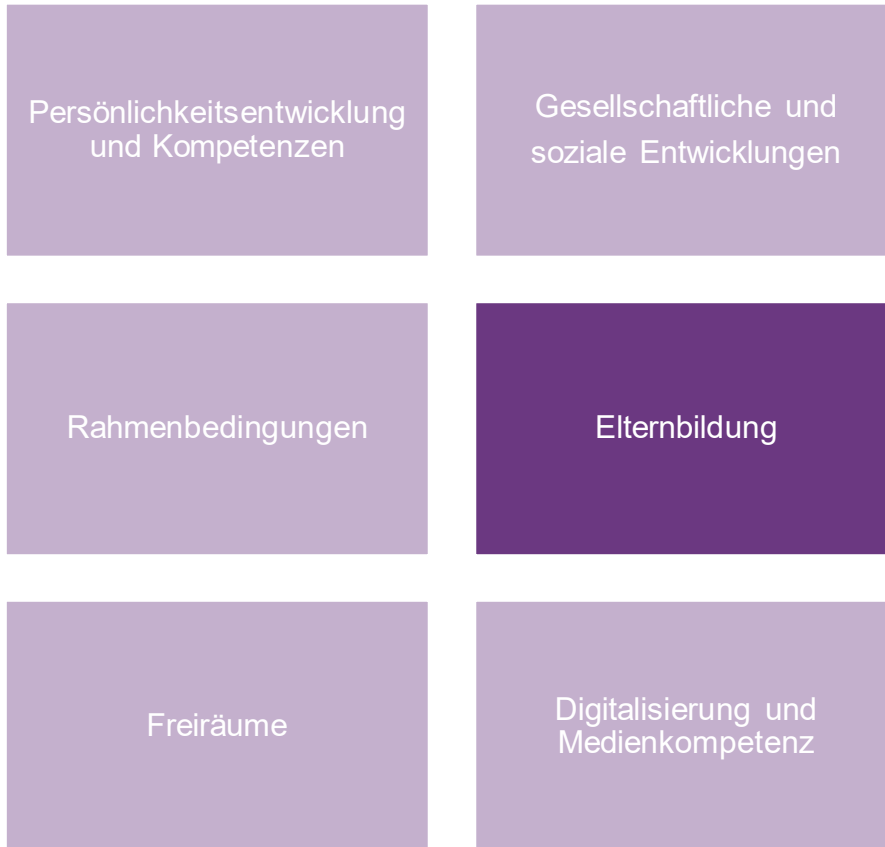 Persönlichkeitsentwicklung
und Kompetenzen
Gesellschaftliche und
soziale Entwicklungen
Rahmenbedingungen
Elternbildung
Freiräume
Digitalisierung und
Medienkompetenz